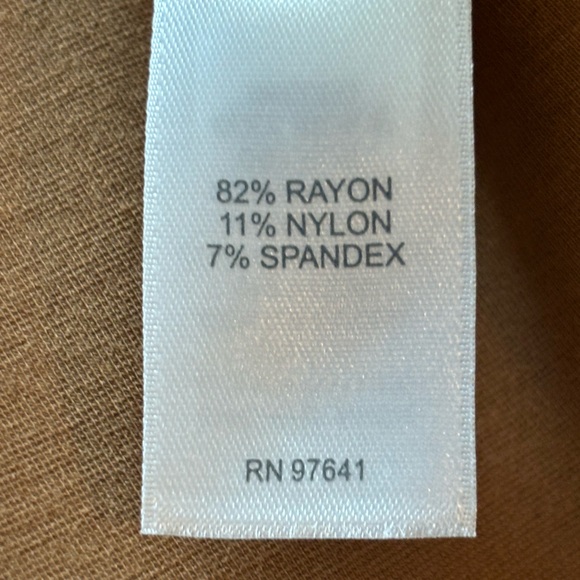 82% RAYON
11% NYLON
7% SPANDEX
RN 97641